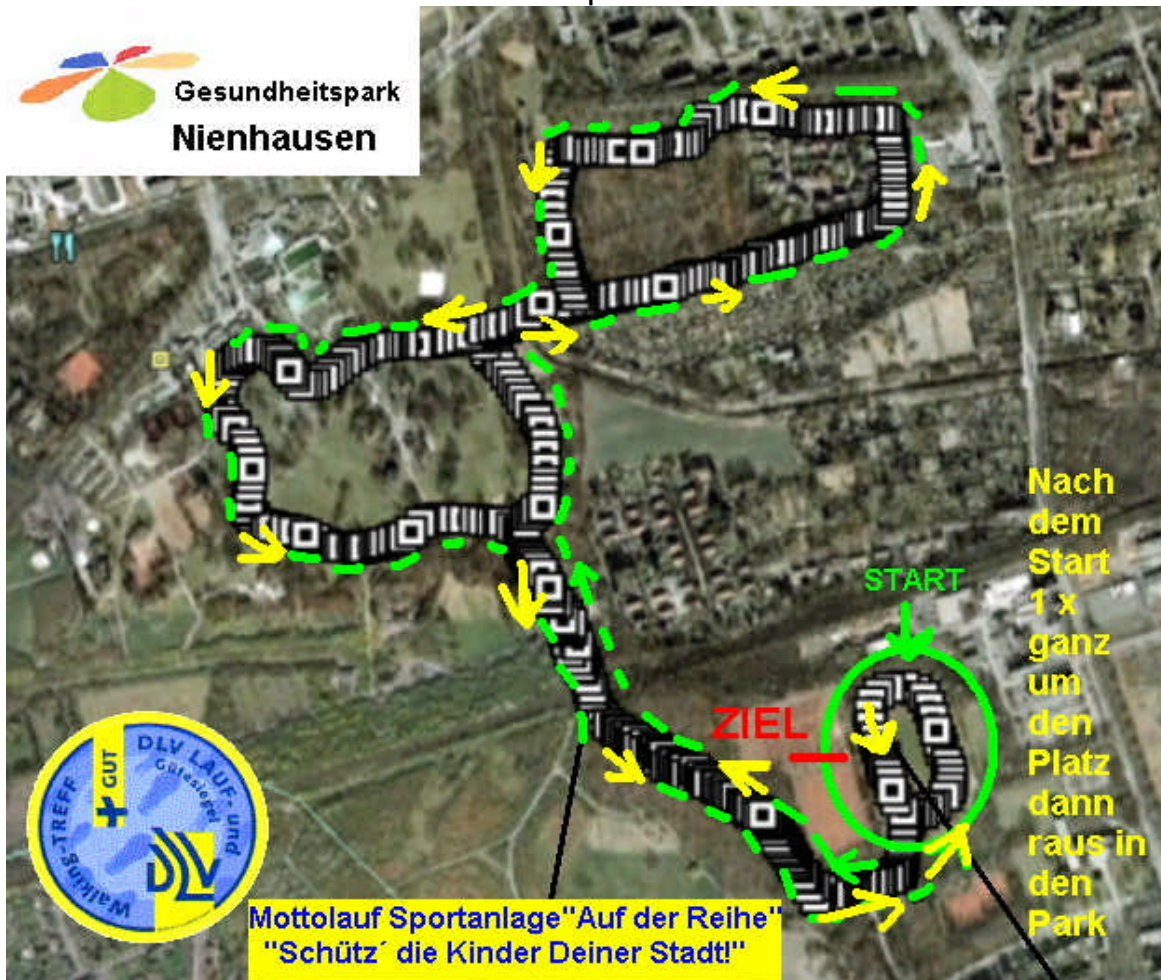 Gesundheitspark
Nienhausen
START
ZIEL
Nach
dem
Start
1 x
ganz
um
den
Platz
dann
raus in
den
Park
Walking-TREFF
DLV LAUF- und
Gütesiegel
GUT
DLV
Mottolauf Sportanlage"Auf der Reihe"
"Schütz´ die Kinder Deiner Stadt!"